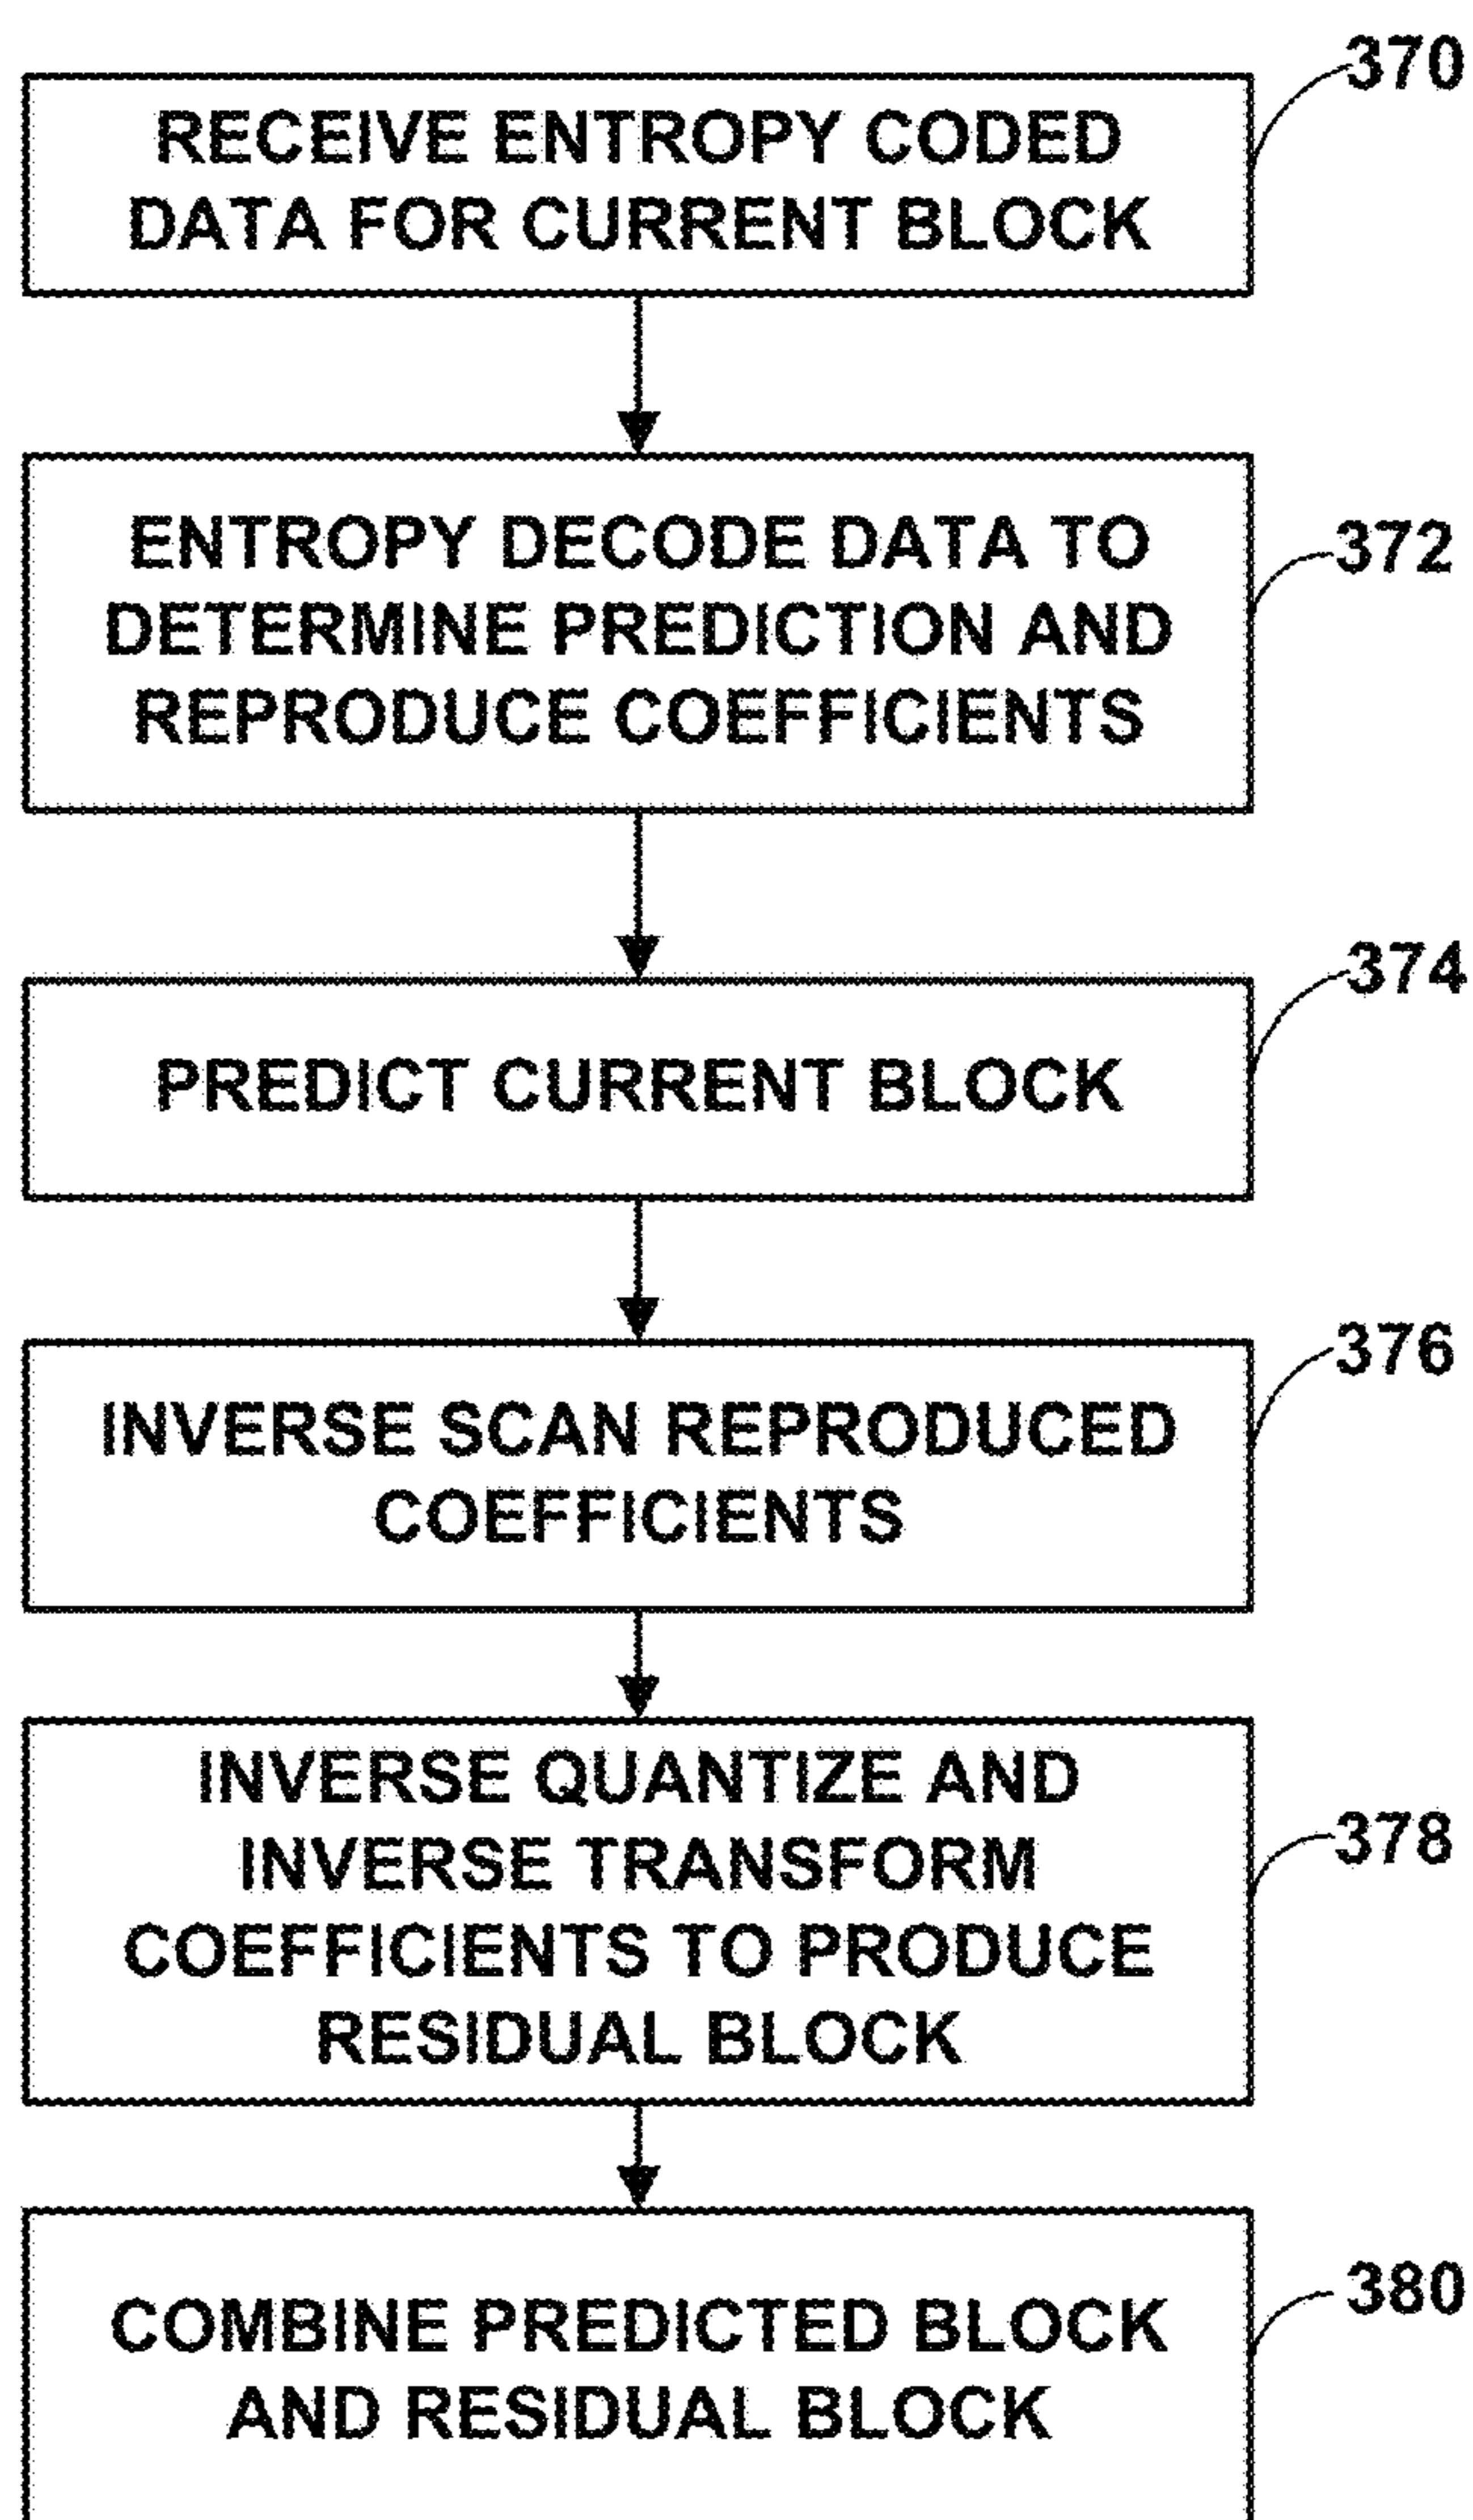 370
RECEIVE ENTROPY CODED
DATA FOR CURRENT BLOCK
372
ENTROPY DECODE DATA TO
DETERMINE PREDICTION AND
REPRODUCE COEFFICIENTS
374
PREDICT CURRENT BLOCK
376
INVERSE SCAN REPRODUCED
COEFFICIENTS
378
INVERSE QUANTIZE AND
INVERSE TRANSFORM
COEFFICIENTS TO PRODUCE
RESIDUAL BLOCK
380
COMBINE PREDICTED BLOCK
AND RESIDUAL BLOCK